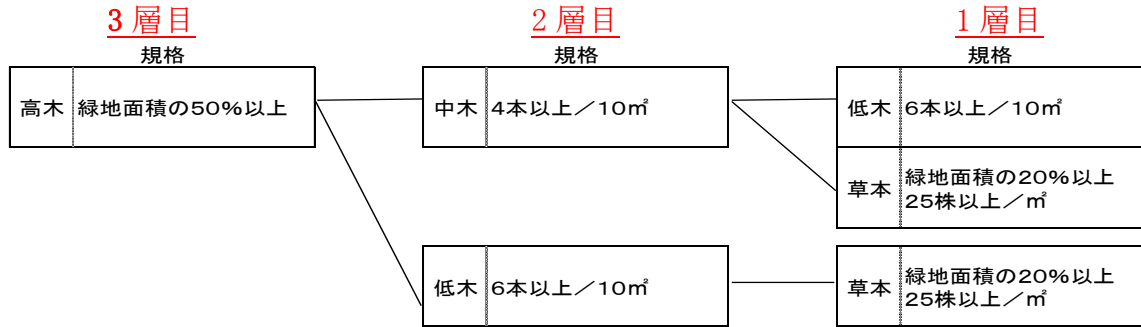 3層目
2層目
1層目
規格
規格
規格
高木 緑地面積の50%以上
中木 4本以上／10㎡
低木 6本以上／10㎡
草本 緑地面積の20%以上
25株以上／㎡
低木 6本以上／10㎡
草本 緑地面積の20%以上
25株以上／㎡